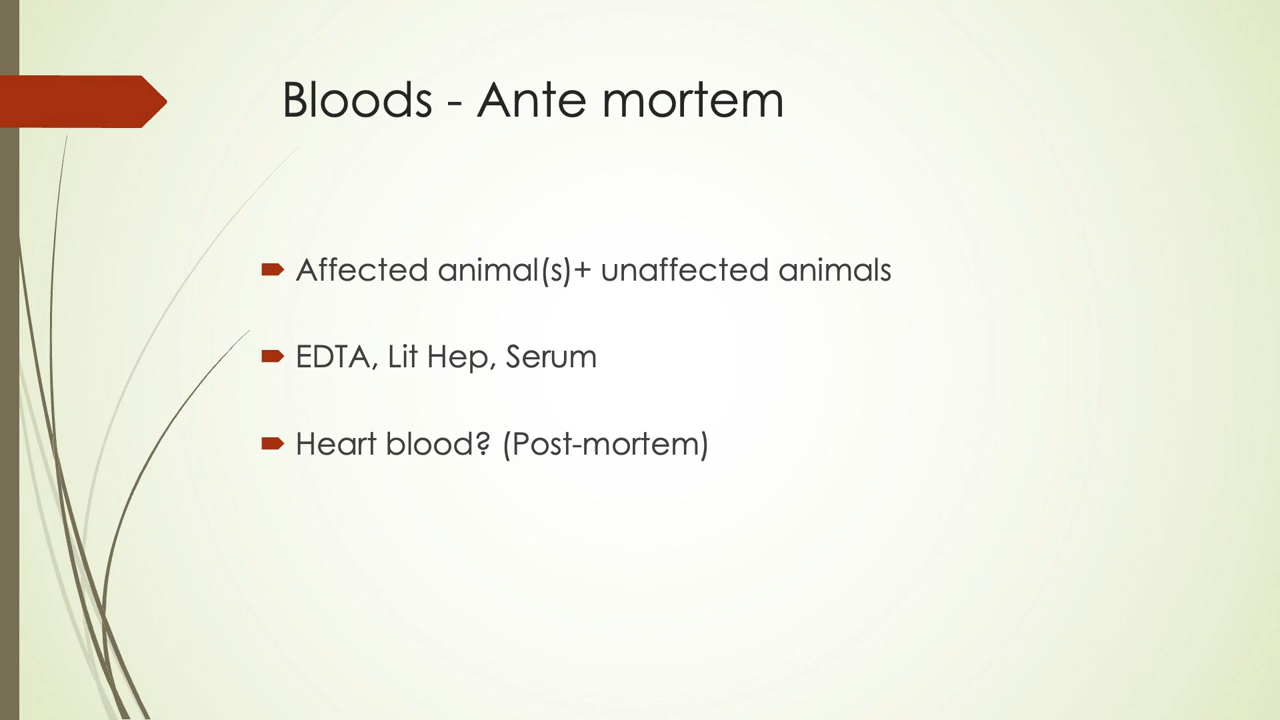 Bloods - Ante mortem
Affected animal(s)+ unaffected animals
EDTA, Lit Hep, Serum
Heart blood? (Post-mortem)